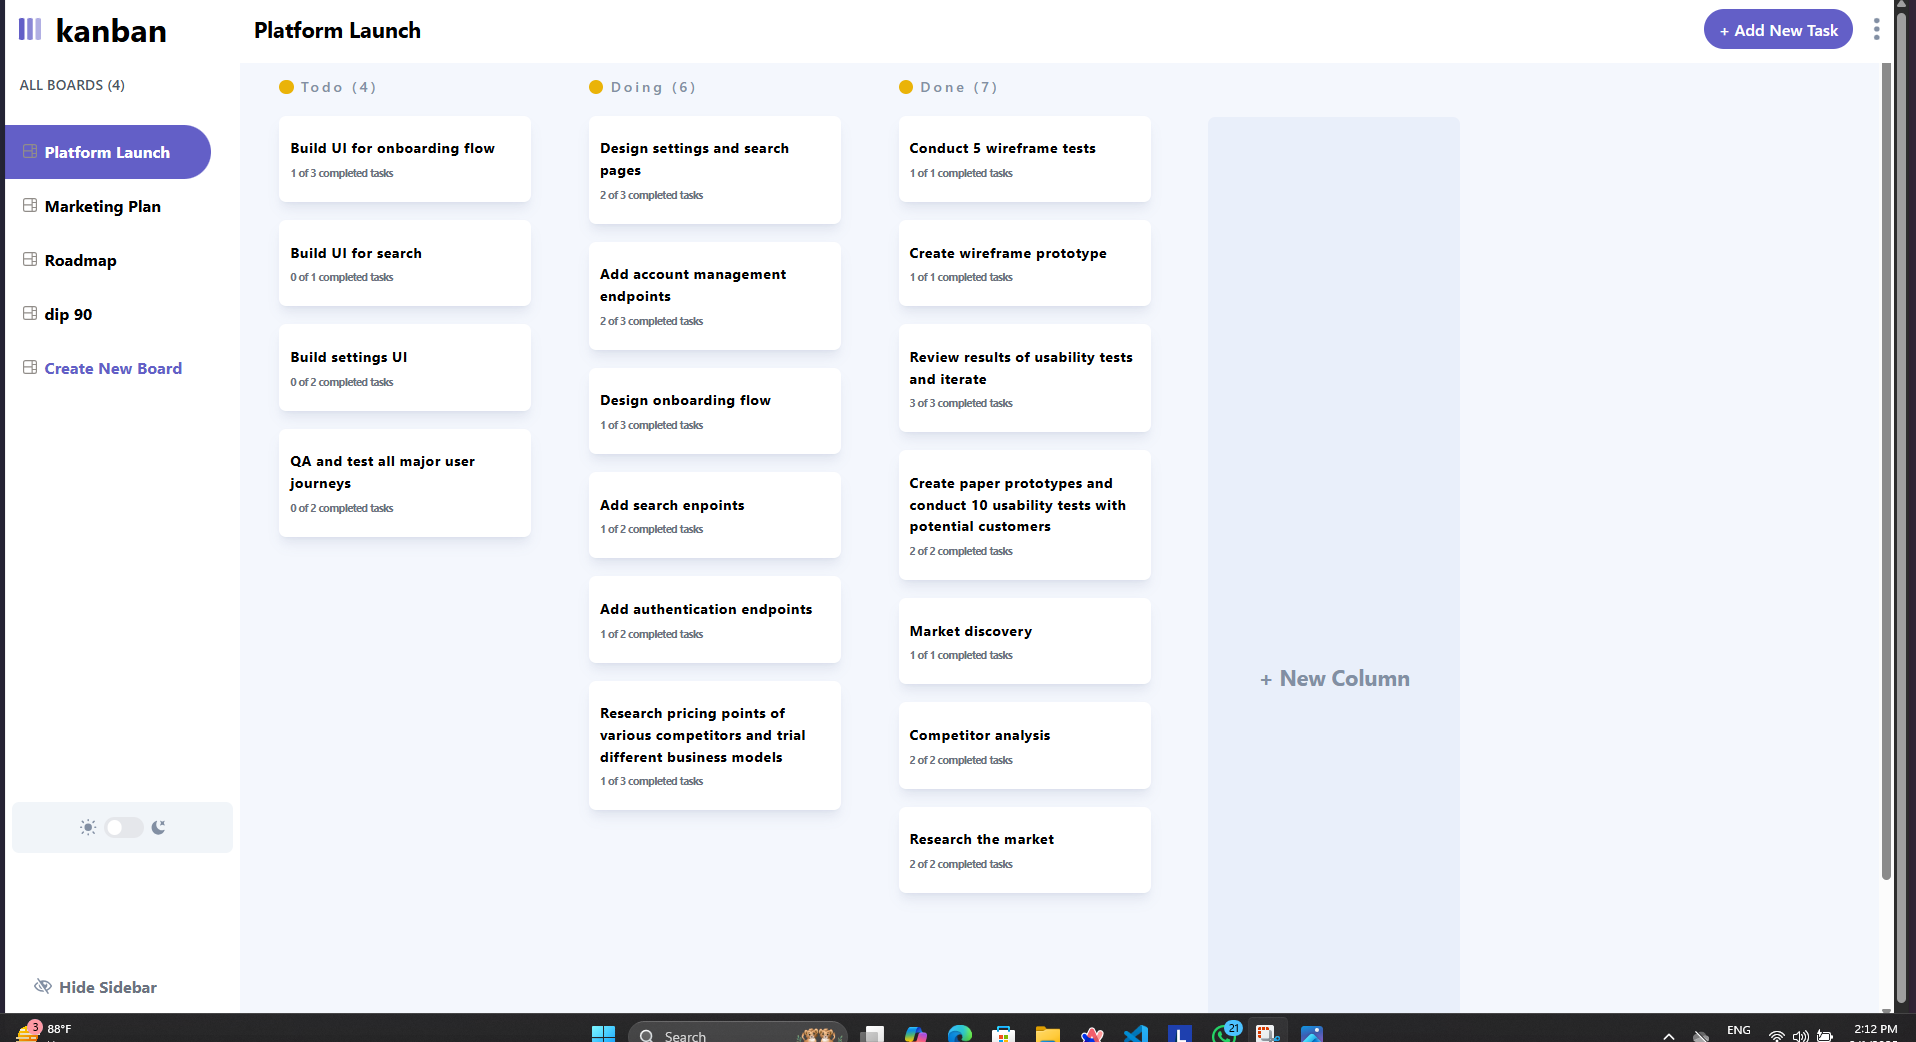 kanban
Platform Launch
+ Add New Task
ALL BOARDS (4)
Platform Launch
Marketing Plan
Roadmap
dip 90
Create New Board
Hide Sidebar
Todo (4)
Build UI for onboarding flow
1 of 3 completed tasks
Build UI for search
0 of 1 completed tasks
Build settings UI
0 of 2 completed tasks
QA and test all major user
journeys
0 of 2 completed tasks
Doing (6)
Design settings and search
pages
2 of 3 completed tasks
Add account management
endpoints
2 of 3 completed tasks
Design onboarding flow
1 of 3 completed tasks
Add search enpoints
1 of 2 completed tasks
Add authentication endpoints
1 of 2 completed tasks
Research pricing points of
various competitors and trial
different business models
1 of 3 completed tasks
Done (7)
Conduct 5 wireframe tests
1 of 1 completed tasks
Create wireframe prototype
1 of 1 completed tasks
Review results of usability tests
and iterate
3 of 3 completed tasks
Create paper prototypes and
conduct 10 usability tests with
potential customers
2 of 2 completed tasks
Market discovery
1 of 1 completed tasks
Competitor analysis
2 of 2 completed tasks
Research the market
2 of 2 completed tasks
+ New Column
3
88°F
Search
L
21
ENG
2:12 PM